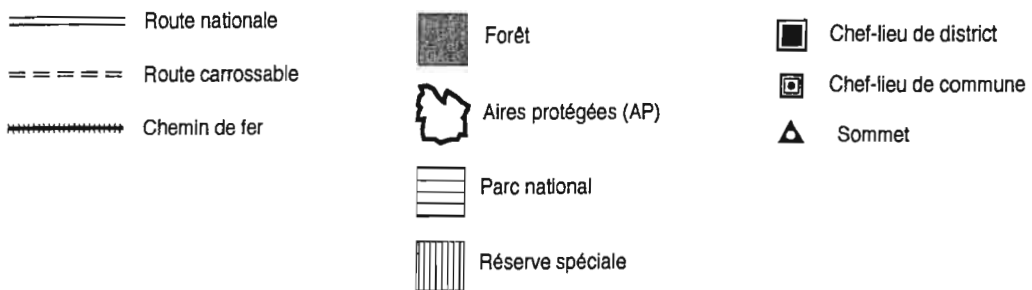 Route nationale
Route carrossable
Chemin de fer
Forêt
Aires protégées (AP)
Parc national
Réserve spéciale
Chef-lieu de district
Chef-lieu de commune
Sommet